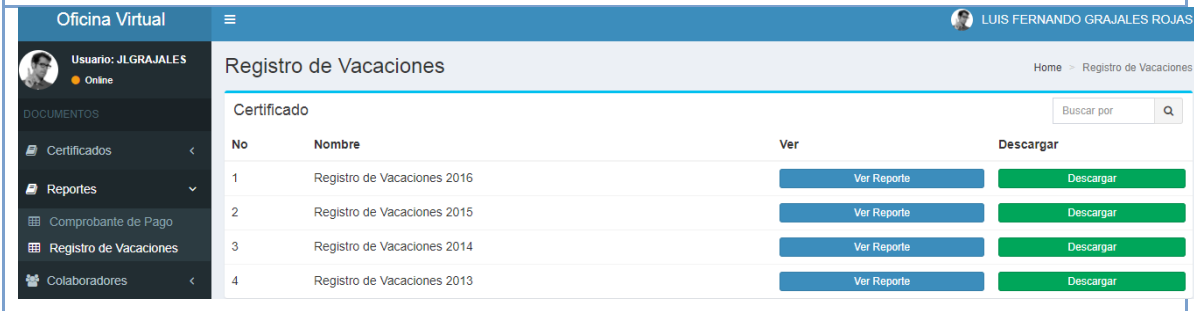 Oficina Virtual
LUIS FERNANDO GRAJALES ROJAS
Usuario: JLGRAJALES
Online
Registro de Vacaciones
Home > Registro de Vacaciones
DOCUMENTOS
Certificados
Reportes
Comprobante de Pago
Registro de Vacaciones
Colaboradores
Certificado
Buscar por
No Nombre Ver Descargar
1 Registro de Vacaciones 2016 Ver Reporte Descargar
2 Registro de Vacaciones 2015 Ver Reporte Descargar
3 Registro de Vacaciones 2014 Ver Reporte Descargar
4 Registro de Vacaciones 2013 Ver Reporte Descargar